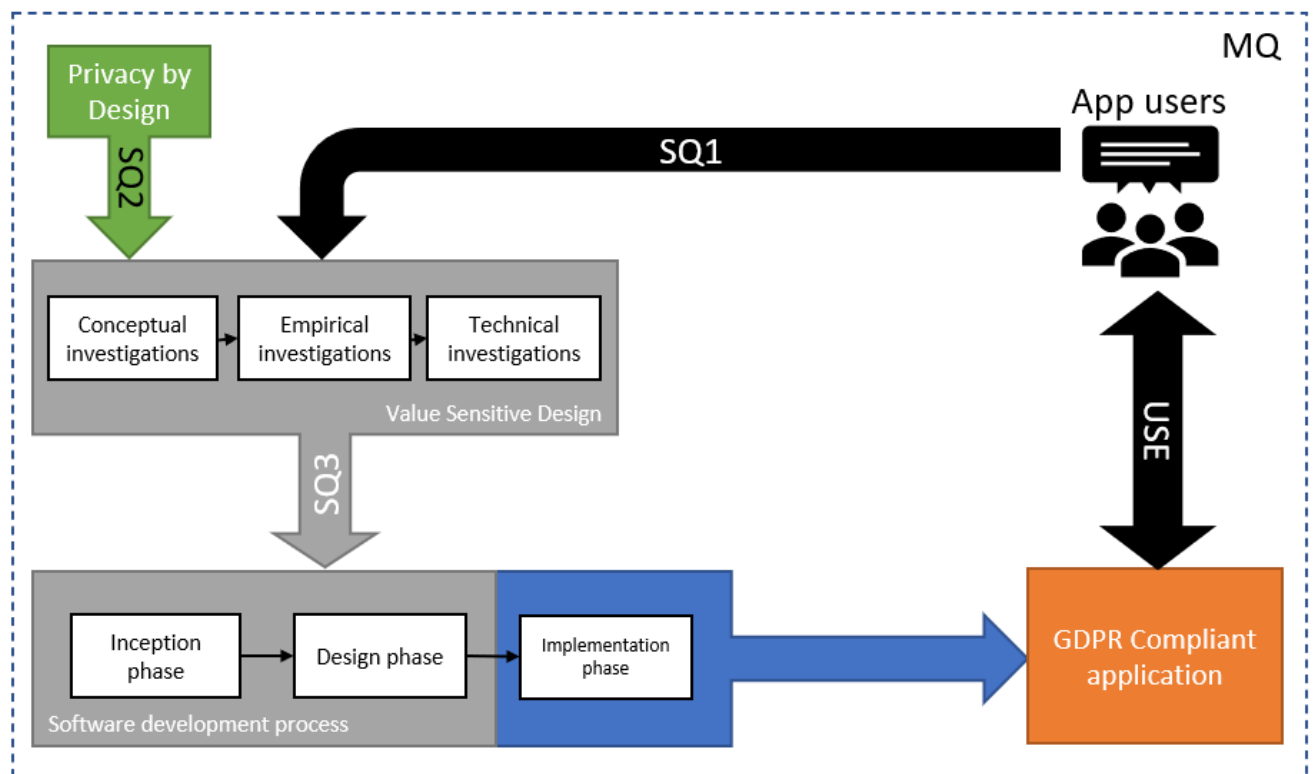 MQ
Privacy by
Design
App users
SQ2
SQ1
Conceptual
investigations
Empirical
investigations
Technical
investigations
Value Sensitive Design
USE
SQ3
Inception
phase
Design phase
Implementation
phase
Software development process
GDPR Compliant
application